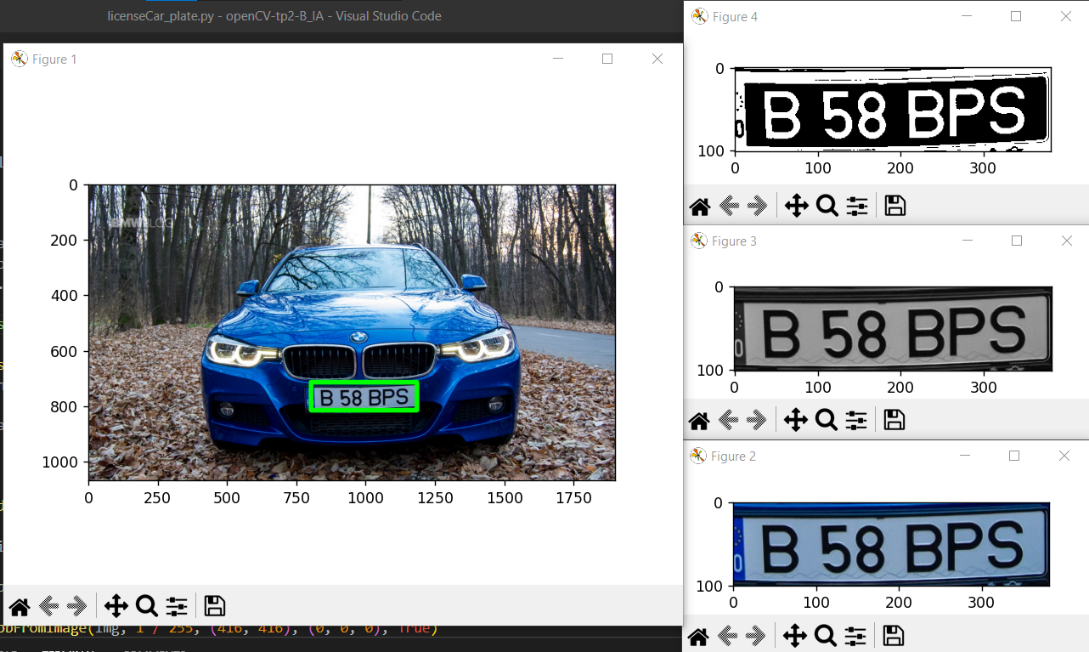 licenseCar_plate.py - openCV-tp2-B_IA - Visual Studio Code
Figure 1
0
200
400
600
800
1000
0
250
500
750
1000
1250
1500
1750
BMWBLOG
B 58 BPS
Figure 4
0
100
0
100
200
300
B 58 BPS
Figure 3
0
100
0
100
200
300
B 58 BPS
Figure 2
0
100
0
100
200
300
B 58 BPS
img, 1 / 255, (416, 416), (0, 0, 0), True)